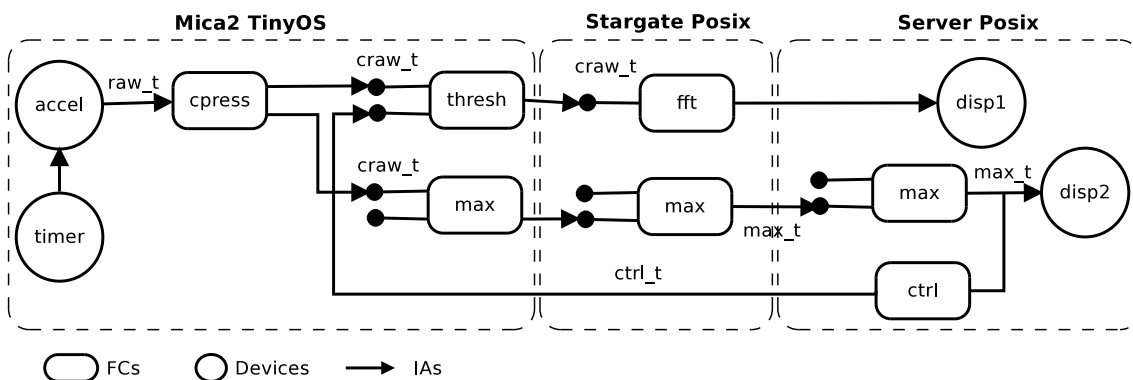 Mica2 TinyOS
Stargate Posix
Server Posix
accel
raw_t
cpress
craw_t
thresh
craw_t
fft
disp1
timer
craw_t
max
max
max_t
max
max_t
disp2
ctrl_t
ctrl
FCs
Devices
IAs